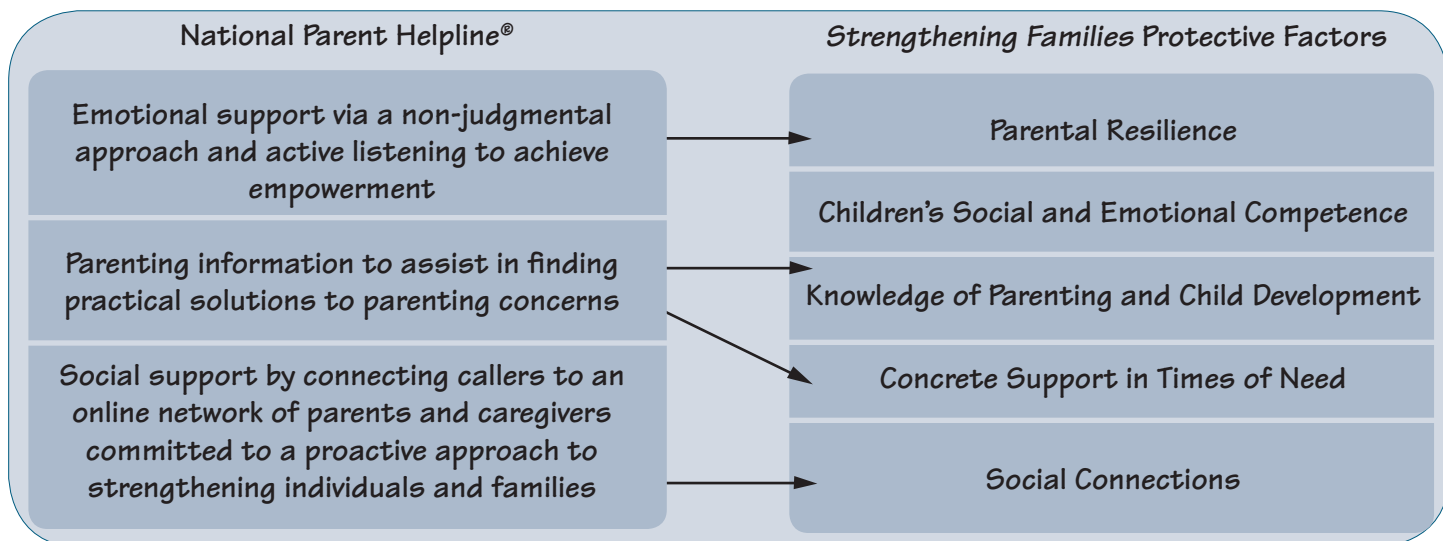 National Parent Helpline®
Emotional support via a non-judgmental
approach and active listening to achieve
empowerment
Parenting information to assist in finding
practical solutions to parenting concerns
Social support by connecting callers to an
online network of parents and caregivers
committed to a proactive approach to
strengthening individuals and families
Strengthening Families Protective Factors
Parental Resilience
Children's Social and Emotional Competence
Knowledge of Parenting and Child Development
Concrete Support in Times of Need
Social Connections